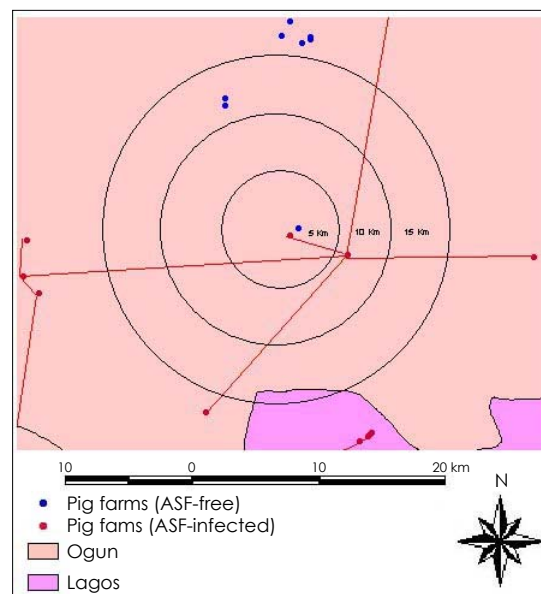 5 Km 10 Km 15 Km
10 0 10 20 km
N
Pig farms (ASF-free)
Pig fams (ASF-infected)
Ogun
Lagos